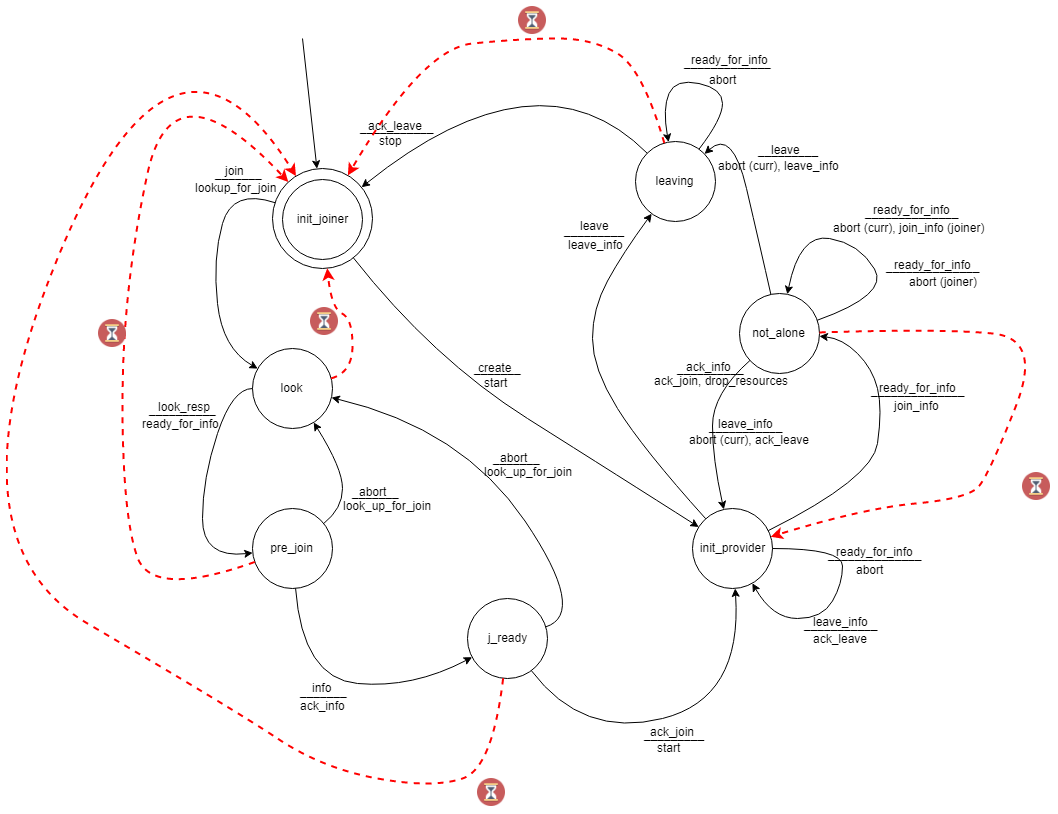 ready_for_info
abort
ack_leave
stop
leave
abort (curr), leave_info
join
lookup_for_join
leaving
init_joiner
ready_for_info
abort (curr), join_info (joiner)
leave
leave_info
ready_for_info
abort (joiner)
not_alone
create
start
ack_info
ack_join, drop_resources
look
ready_for_info
join_info
look_resp
ready_for_info
leave_info
abort (curr), ack_leave
abort
look_up_for_join
abort
look_up_for_join
pre_join
init_provider
ready_for_info
abort
leave_info
ack_leave
j_ready
info
ack_info
ack_join
start